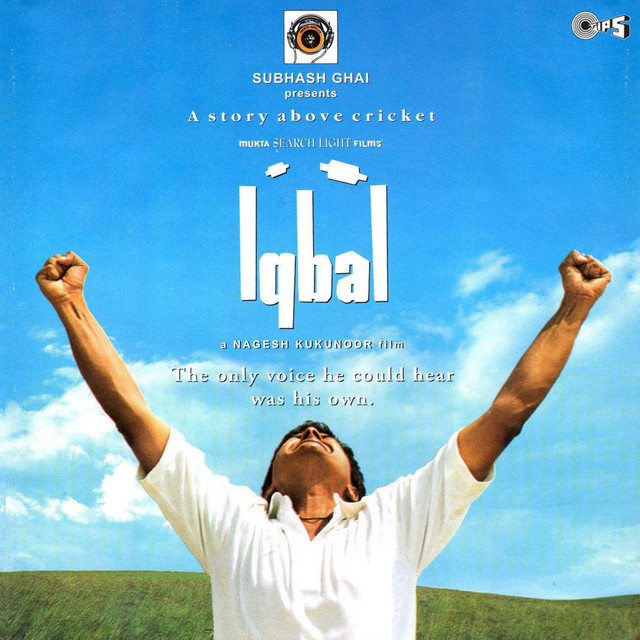 TIPS
SUBHASH GHAI
presents
A story above cricket
MUKTA SEARCH LIGHT FILMS'
Iqbal
a NAGESH KUKUNOOR film
The only voice he could hear
was his own.